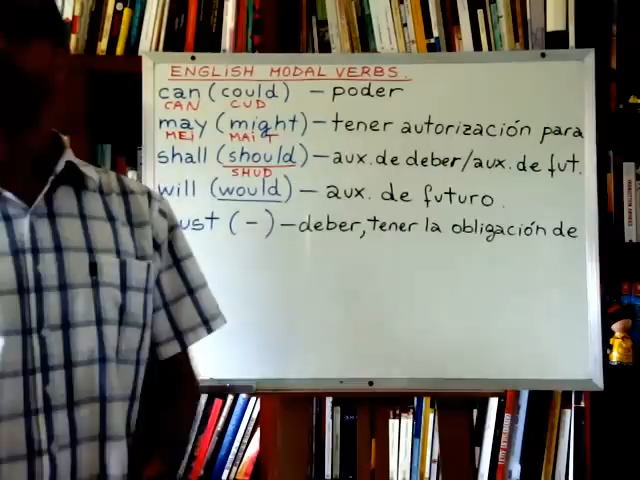 ENGLISH MODAL VERBS.
can (could) - poder
CAN CUD
may (might) - tener autorización para
MEI MAIT
shall (should) - aux. de deber/aux. de fut.
SHUD
will (would) - aux. de futuro.
ust (-) - deber, tener la obligación de